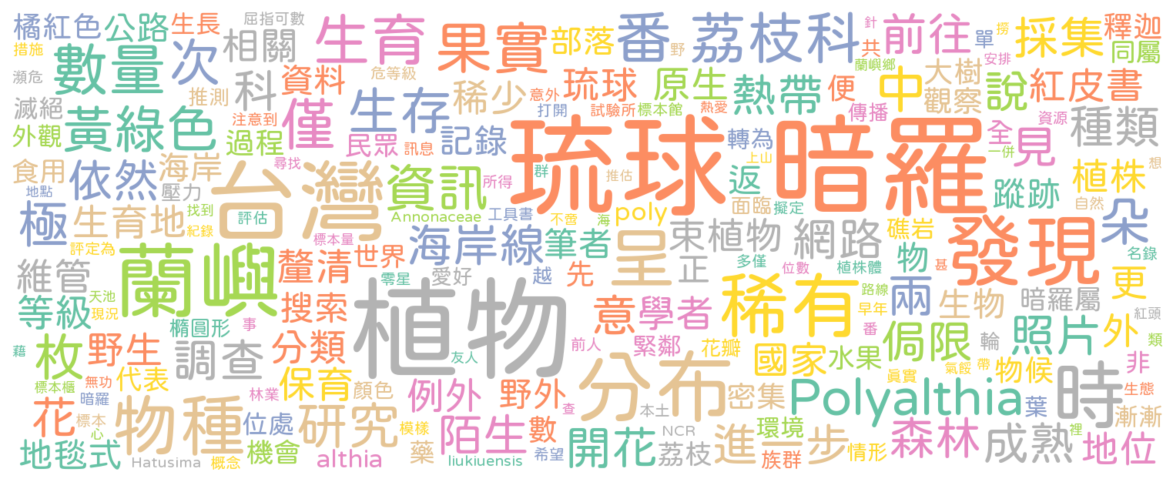 橘紅色 公路 生長 屈指可數 生育 果實 部落 番 荔枝科 前往 針 單 撈 採集 釋迦
措施 數量 次 相關 野 共 蘭嶼鄉 安排 同屬
瀕危 資料 危等級 稀少 琉球 原生 熱帶 便 中 大樹 說 紅皮書
滅絕 推測 科 僅 生存 意外 試驗所 標本館 熱愛 傳播 觀察
外觀 黃綠色 注意到 過程 民眾 訊息 記錄 打開 琉球暗羅 轉為 全 見 資源 種類
食用 依然 海岸 台灣 資訊 所得 尋找 群 推估 上山 返 一併 蹤跡 植株 想
地點 壓力 Annonaceae 工具書 不啻 海 poly 面臨 擬定 自然
極 生育地 找到 紀錄 評估 海岸線 筆者 呈 束植物 網路 礁岩 發現 朵 名錄
評定為 蘭嶼 標本量 世界 正 物
維管 釐清 零星 愛好 越 先 多僅 位數 植株體 甚
等級 天池 現況 橢圓形 搜索 植物 意 學者 稀有 路線 早年 兩 生物 暗羅屬 更 紅頭
枚 野生 藉 事 調查 分類 友人 前人 緊鄰 花瓣 番 輪 侷限 照片 外 類
標本櫃 無功 代表 保育 顏色 例外 野外 分布 國家 水果 氣餒 帶 物候 非
花 暗羅 標本 心 物種 林業 位處 研究 模樣 查 陌生 數 本土 密集 真實 Polyalthia 時 葉 生態
地毯式 Hatusima 概念 機會 althia 藥 liukiuensis 希望 開花 NCR 荔枝 進步 環境 族群 情形 森林 成熟 裡 地位 漸漸